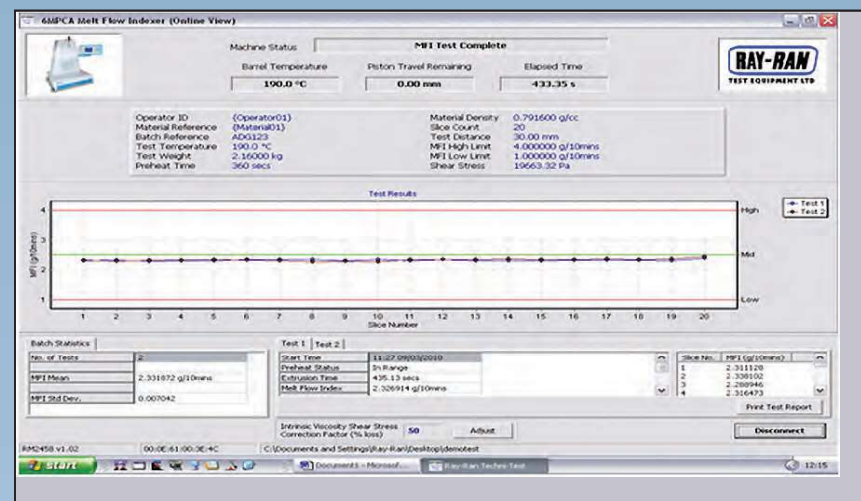 6MPCA Melt Flow Indexer (Online View)
Machine Status MFI Test Complete
Barrel Temperature Piston Travel Remaining Elapsed Time
190.0 °C 0.00 mm 433.35 s
RAY-RAN
TEST EQUIPMENT LTD
Operator ID {Operator01} Material Density 0.791600 g/cc
Material Reference {Material01} Slice Count 20
Batch Reference ADG123 Test Distance 30.00 mm
Test Temperature 190.0 °C MFI High Limit 4.000000 g/10mins
Test Weight 2.16000 kg MFI Low Limit 1.000000 g/10mins
Preheat Time 360 secs Shear Stress 19663.32 Pa
Test Results
MFI (g/10mins)
4 High
3 Mid
2
1 Low
Test 1
Test 2
1 2 3 4 5 6 7 8 9 10 11 12 13 14 15 16 17 18 19 20
Slice Number
Batch Statistics Test 1 Test 2
No. of Tests 2
MFI Mean 2.331872 g/10mins
MFI Std Dev. 0.007042
Start Time 11:27 09/03/2010
Preheat Status In Range
Extrusion Time 435.13 secs
Melt Flow Index 2.326914 g/10mins
Slice No. MFI (g/10mins)
1 2.311128
2 2.338102
3 2.288946
4 2.316473
Print Test Report
Intrinsic Viscosity Shear Stress
Correction Factor (% loss) 50 Adjust Disconnect
RM2458 v1.02 00:0E:61:00:3E:4C C:\Documents and Settings\Ray-Ran\Desktop\demotest
start Documents - Microsof... Ray-Ran Techni-Test 12:15